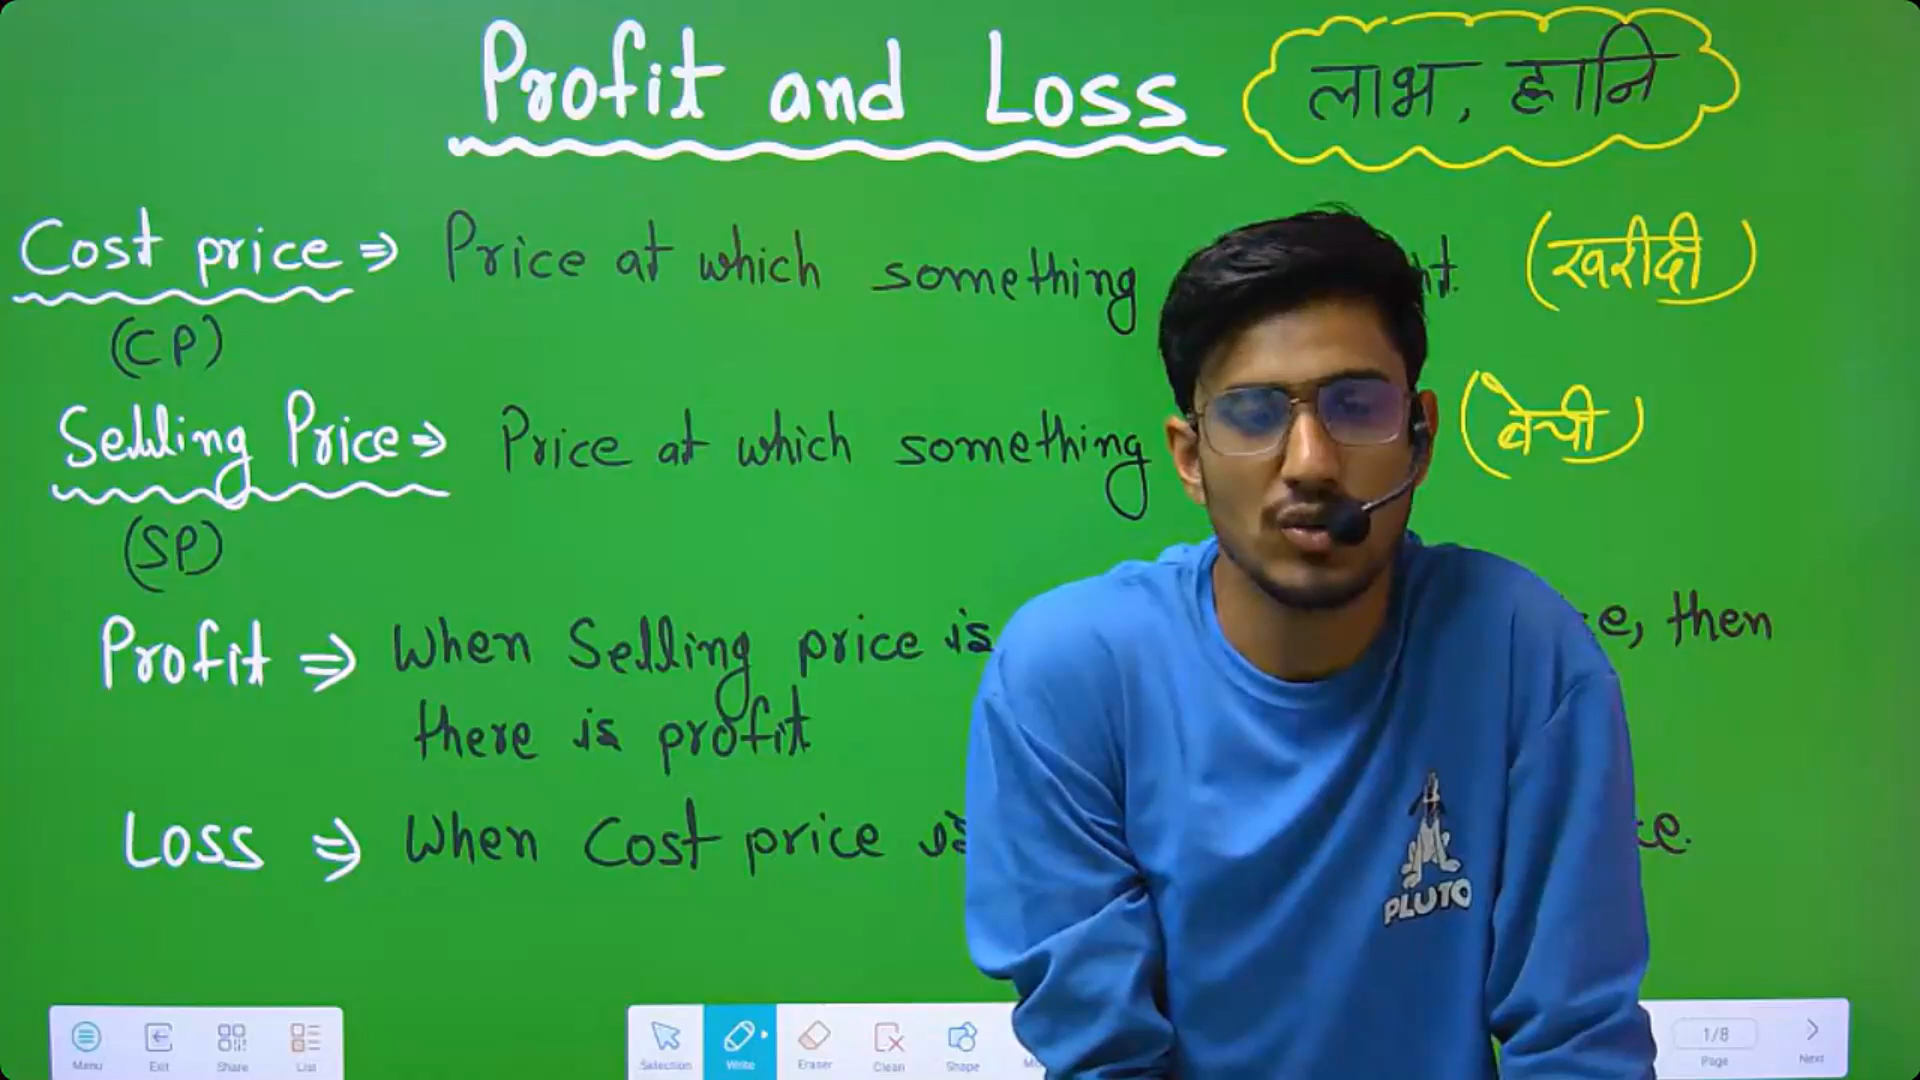 Profit and Loss
लाभ, हानि
Cost price ⇒ Price at which something
(खरीदी)
(CP)
Selling Price ⇒ Price at which something
(बेची)
(SP)
Profit ⇒ When Selling price is then
there is profit
Loss ⇒ When Cost price is
PLUTO
Menu Exit Share List
Selection Write Eraser Clean Shape
1/8
Page Next